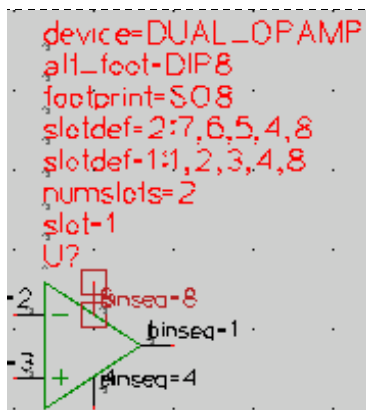 device=DUAL_OPAMP
alt_foot=DIP8
footprint=SO8
slotdef=2:7,6,5,4,8
slotdef=1:1,2,3,4,8
numslots=2
slot=1
U?
2
pinseq=8
pinseq=1
3
pinseq=4